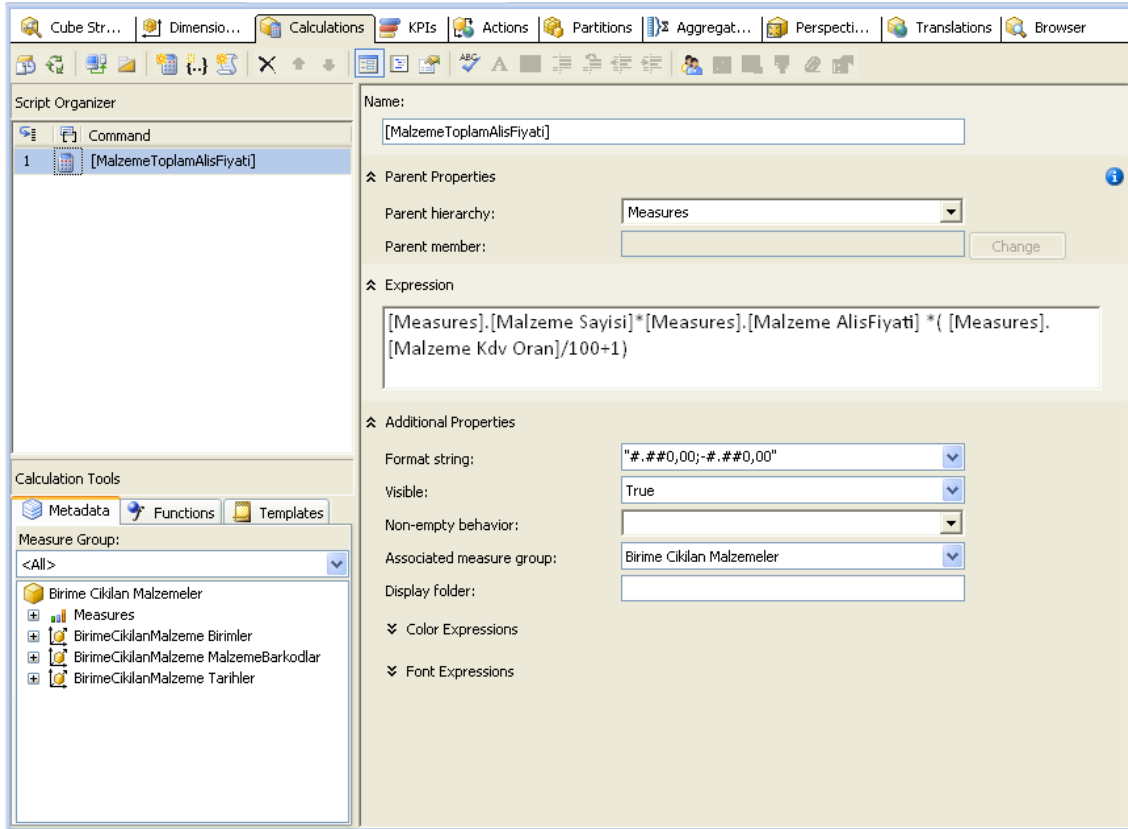 Cube Str... Dimensio... Calculations KPIs Actions Partitions Aggregat... Perspecti... Translations Browser
Script Organizer
Command
1 [MalzemeToplamAlisFiyati]
Calculation Tools
Metadata Functions Templates
Measure Group:
<All>
Birime Cikilan Malzemeler
Measures
BirimeCikilanMalzeme Birimler
BirimeCikilanMalzeme MalzemeBarkodlar
BirimeCikilanMalzeme Tarihler
Name:
[MalzemeToplamAlisFiyati]
Parent Properties
Parent hierarchy: Measures
Parent member: Change
Expression
[Measures].[Malzeme Sayisi]*[Measures].[Malzeme AlisFiyati] *( [Measures].
[Malzeme Kdv Oran]/100+1)
Additional Properties
Format string: "#.##0,00;-#.##0,00"
Visible: True
Non-empty behavior:
Associated measure group: Birime Cikilan Malzemeler
Display folder:
Color Expressions
Font Expressions